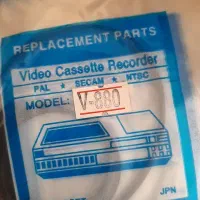 REPLACEMENT PARTS
Video Cassette Recorder
PAL ★ SECAM ★ NTSC
MODEL: V-880
JPN